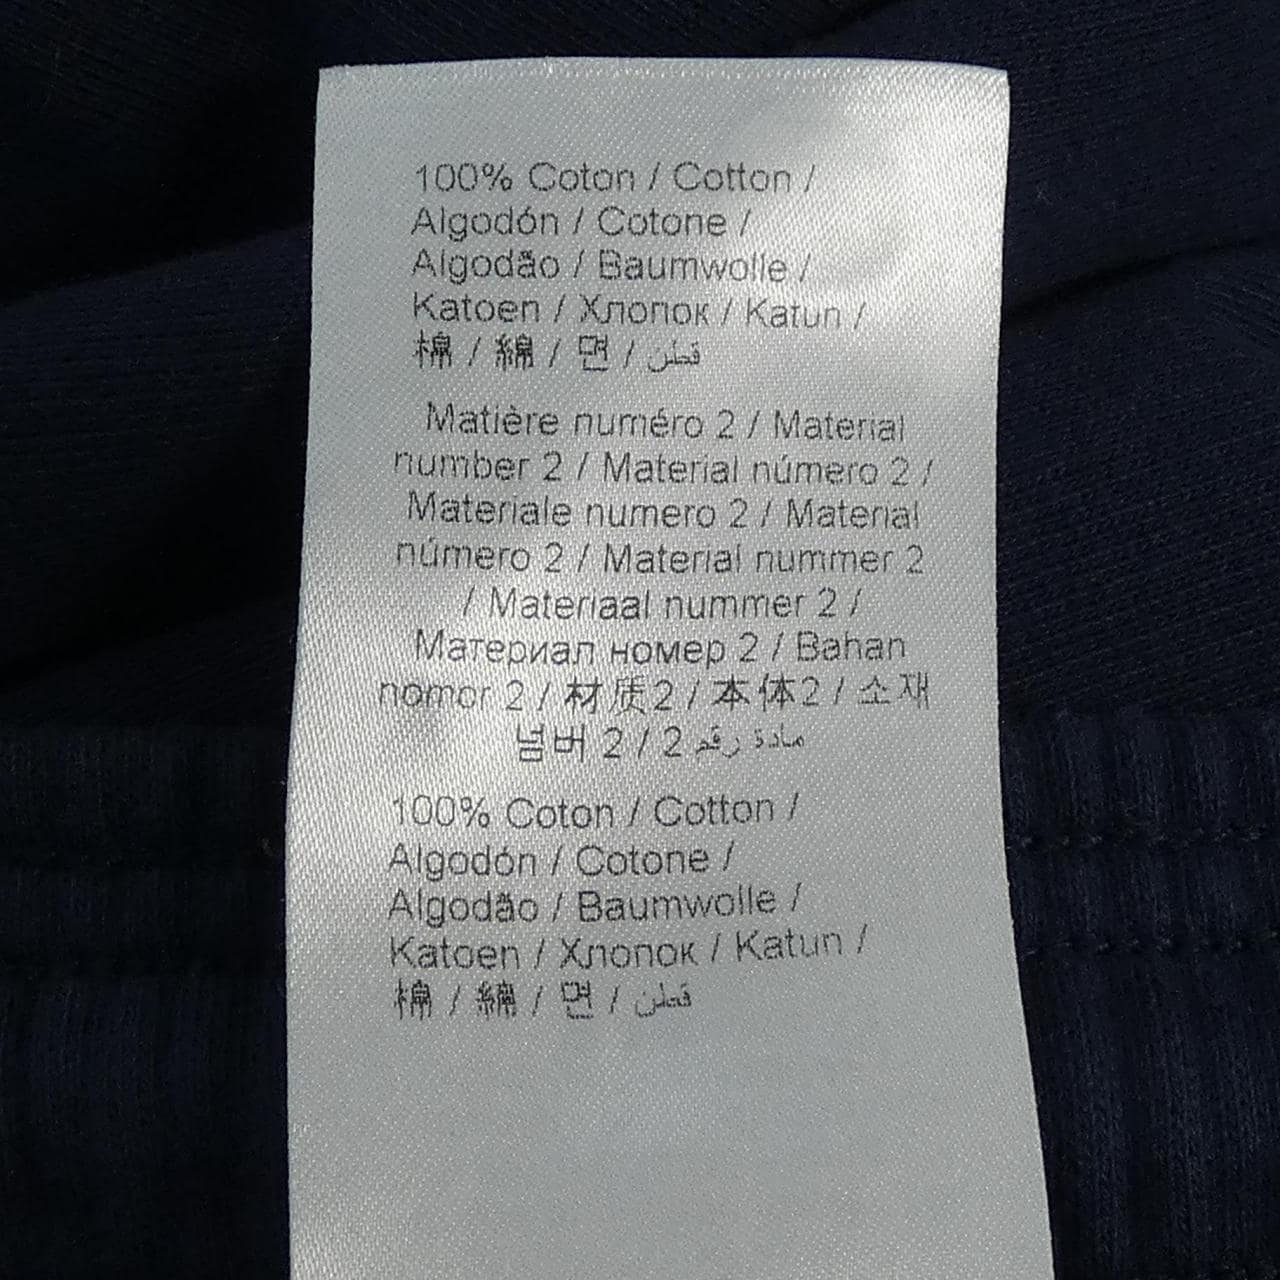 100% Coton / Cotton /
Algodón / Cotone /
Algodão / Baumwolle /
Katoen / Хлопок / Katun /
棉 / 綿 / 면 / قطن
Matière numéro 2 / Material
number 2 / Material número 2 /
Materiale numero 2 / Material
número 2 / Material nummer 2
/ Materiaal nummer 2 /
Материал номер 2 / Bahan
nomor 2 / 材质2 / 本体2 / 소재
넘버 2 / مادة رقم 2
100% Coton / Cotton /
Algodón / Cotone /
Algodão / Baumwolle /
Katoen / Хлопок / Katun /
棉 / 綿 / 면 / قطن